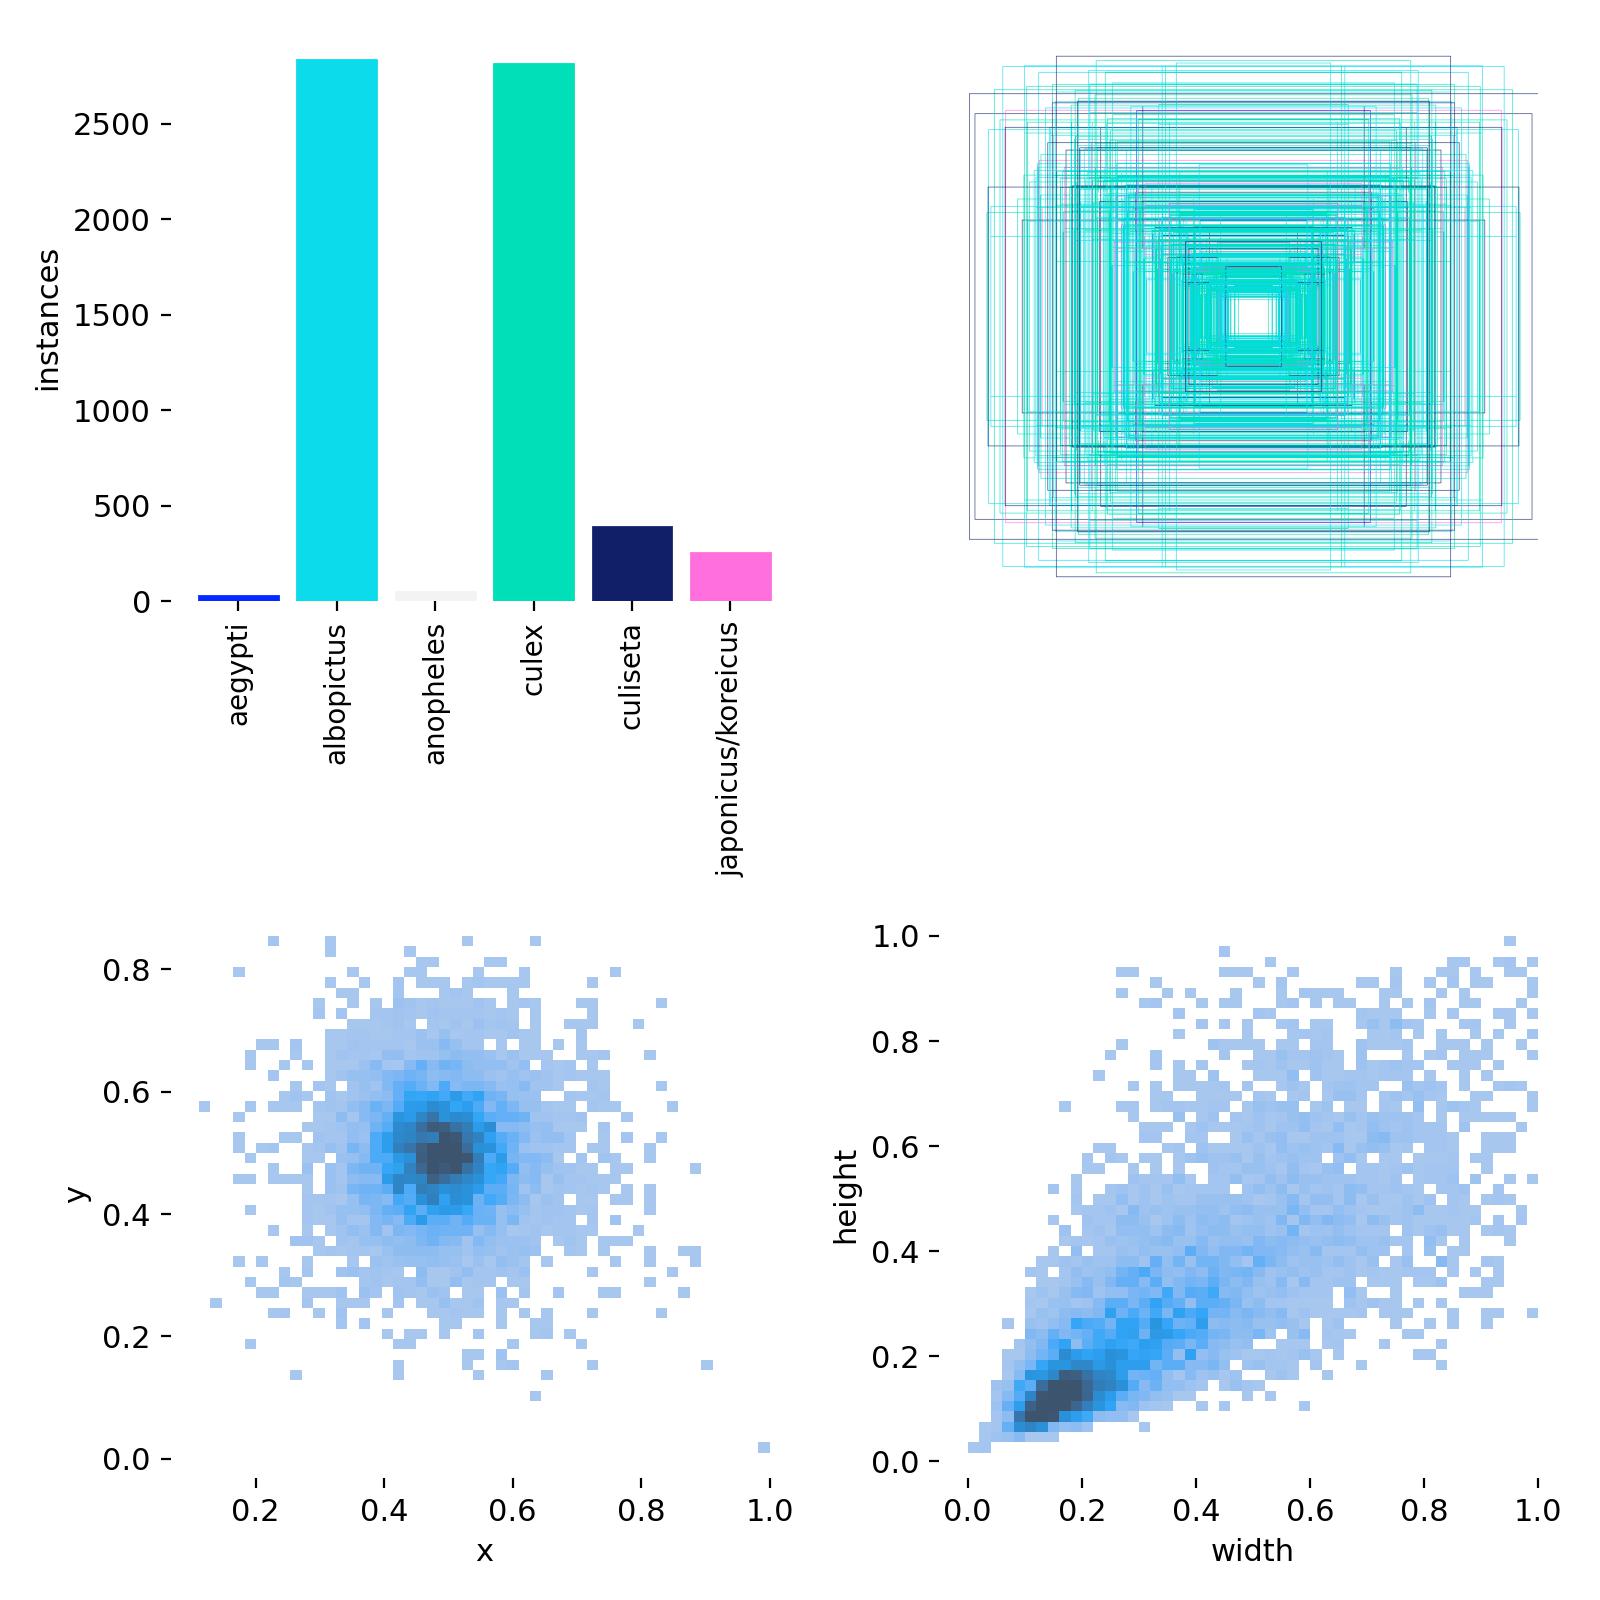 instances
2500
2000
1500
1000
500
0
aegypti
albopictus
anopheles
culex
culiseta
japonicus/koreicus
y
0.8
0.6
0.4
0.2
0.0
0.2 0.4 0.6 0.8 1.0
x
height
1.0
0.8
0.6
0.4
0.2
0.0
0.0 0.2 0.4 0.6 0.8 1.0
width